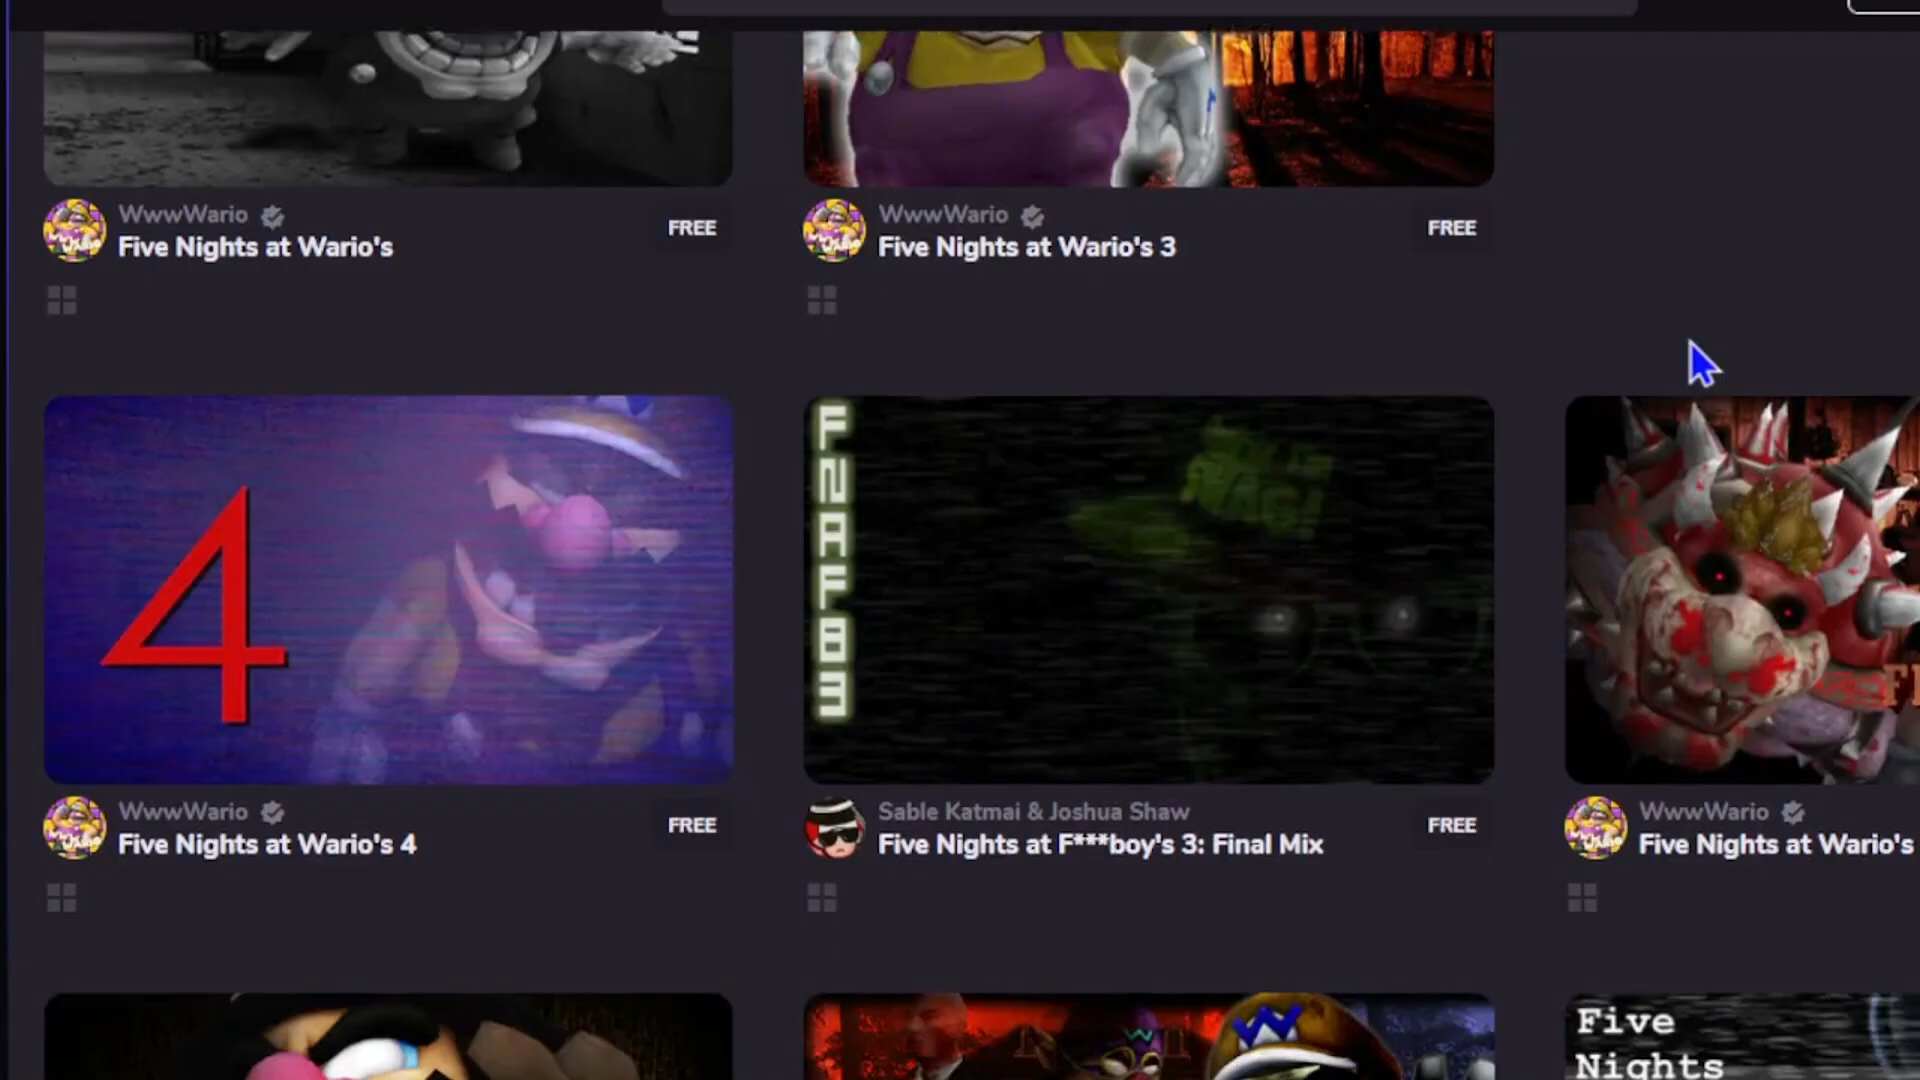 WwwWario
Five Nights at Wario's
FREE
WwwWario
Five Nights at Wario's 3
FREE
4
FNAFB3
WwwWario
Five Nights at Wario's 4
FREE
Sable Katmai & Joshua Shaw
Five Nights at F***boy's 3: Final Mix
FREE
WwwWario
Five Nights at Wario's
Five
Nights